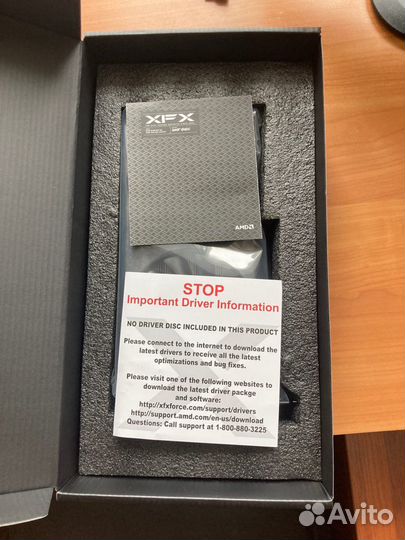 XFX
AMD
STOP
Important Driver Information
NO DRIVER DISC INCLUDED IN THIS PRODUCT
Please connect to the internet to download the
latest drivers to receive all the latest
optimizations and bug fixes.
Please visit one of the following websites to
download the latest driver packge
and software:
http://xfxforce.com/support/drivers
http://support.amd.com/en-us/download
Questions: Call support at 1-800-880-3225
Avito